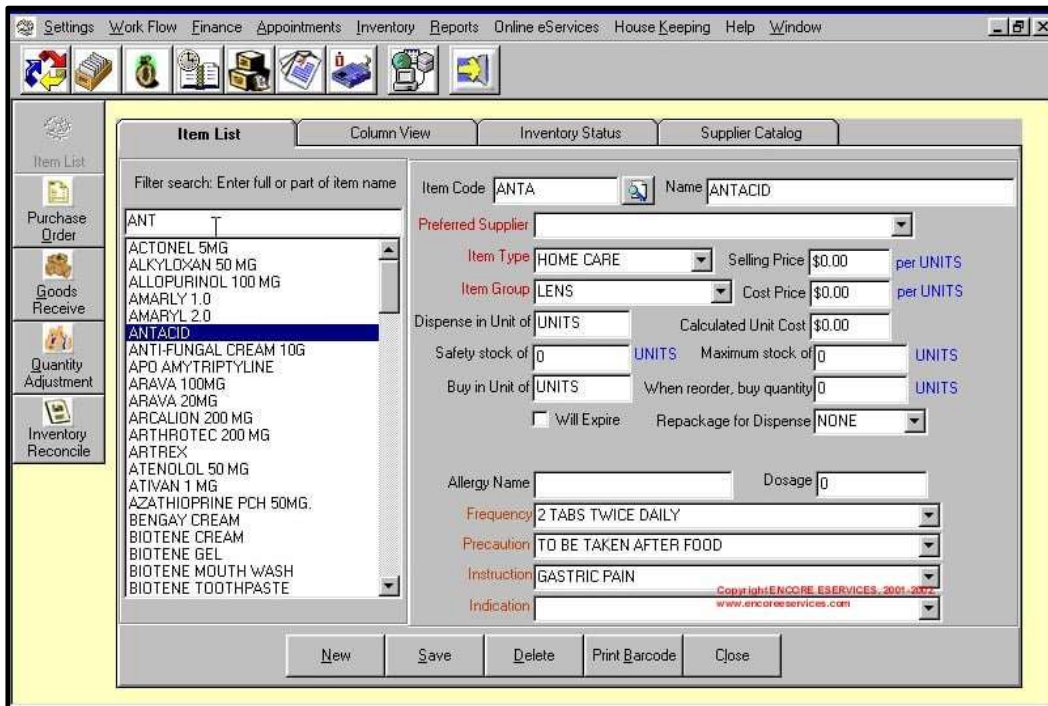 Settings Work Flow Finance Appointments Inventory Reports Online eServices House Keeping Help Window
Item List Column View Inventory Status Supplier Catalog
Item List
Purchase
Order
Goods
Receive
Quantity
Adjustment
Inventory
Reconcile
Filter search: Enter full or part of item name
ANT
ACTONEL 5MG
ALKYLOXAN 50 MG
ALLOPURINOL 100 MG
AMARLY 1.0
AMARYL 2.0
ANTACID
ANTI-FUNGAL CREAM 10G
APO AMYTRIPTYLINE
ARAVA 100MG
ARAVA 20MG
ARCALION 200 MG
ARTHROTEC 200 MG
ARTREX
ATENOLOL 50 MG
ATIVAN 1 MG
AZATHIOPRINE PCH 50MG.
BENGAY CREAM
BIOTENE CREAM
BIOTENE GEL
BIOTENE MOUTH WASH
BIOTENE TOOTHPASTE
Item Code ANTA Name ANTACID
Preferred Supplier
Item Type HOME CARE Selling Price $0.00 per UNITS
Item Group LENS Cost Price $0.00 per UNITS
Dispense in Unit of UNITS Calculated Unit Cost $0.00
Safety stock of 0 UNITS Maximum stock of 0 UNITS
Buy in Unit of UNITS When reorder, buy quantity 0 UNITS
Will Expire Repackage for Dispense NONE
Allergy Name Dosage 0
Frequency 2 TABS TWICE DAILY
Precaution TO BE TAKEN AFTER FOOD
Instruction GASTRIC PAIN
Copyright ENCORE ESERVICES, 2001-2002.
www.encoreeservices.com
Indication
New Save Delete Print Barcode Close